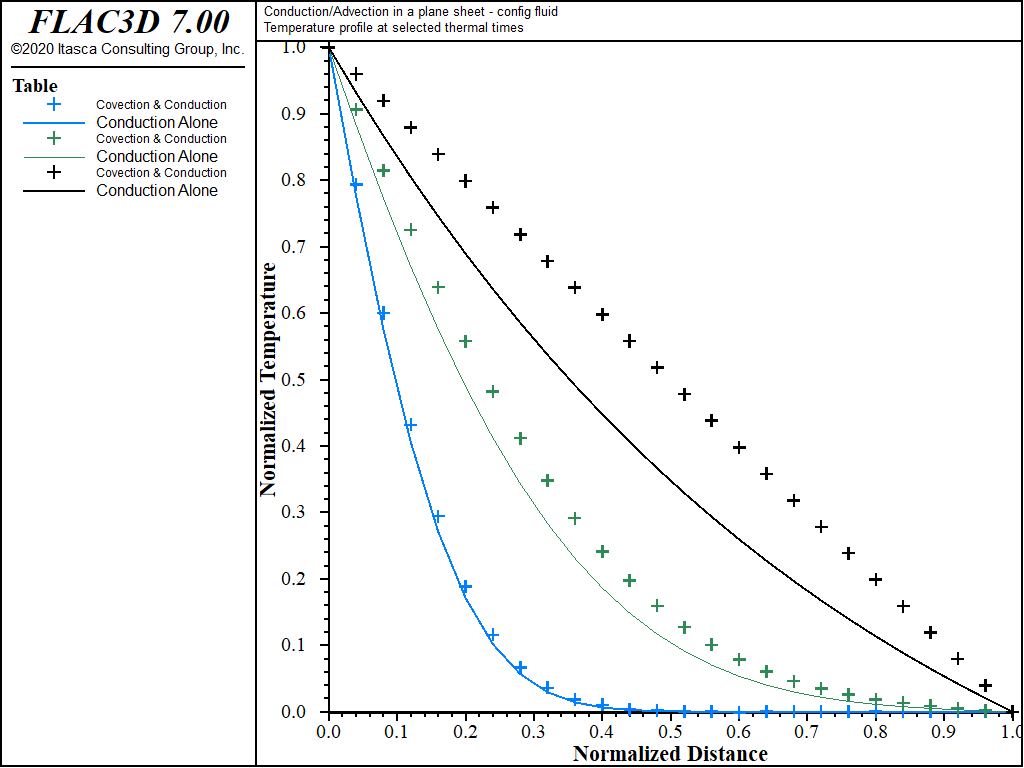 FLAC3D 7.00
©2020 Itasca Consulting Group, Inc.
Table
Covection & Conduction
Conduction Alone
Covection & Conduction
Conduction Alone
Covection & Conduction
Conduction Alone
Conduction/Advection in a plane sheet - config fluid
Temperature profile at selected thermal times
1.0
0.9
0.8
0.7
0.6
0.5
0.4
0.3
0.2
0.1
0.0
Normalized Temperature
0.0 0.1 0.2 0.3 0.4 0.5 0.6 0.7 0.8 0.9 1.0
Normalized Distance